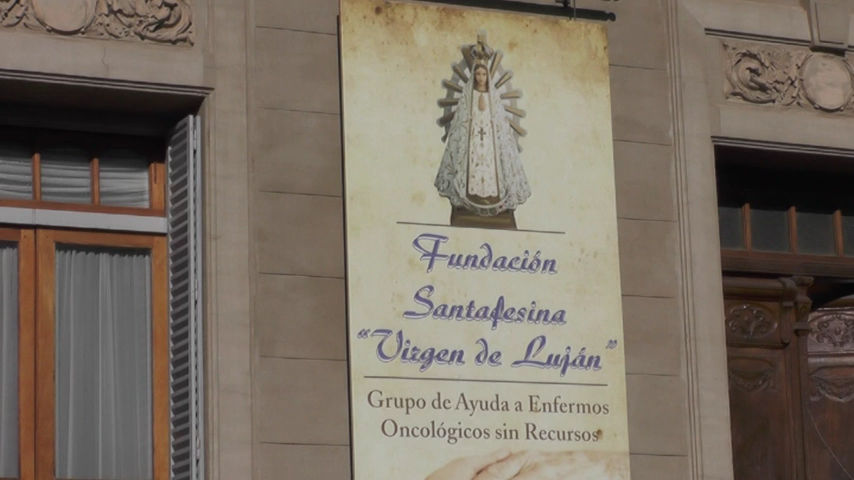 Fundación
Santafesina
“Virgen de Luján”
Grupo de Ayuda a Enfermos
Oncológicos sin Recursos